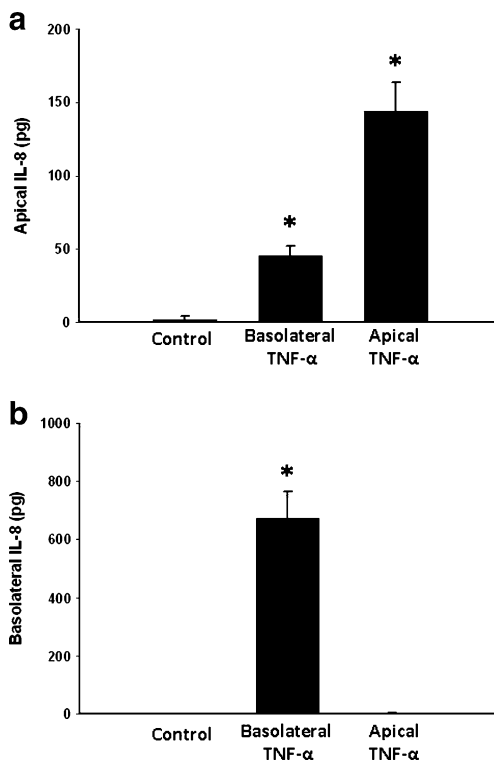 a
200
150
100
50
0
Apical IL-8 (pg)
*
*
Control
Basolateral
TNF-α
Apical
TNF-α
b
1000
800
600
400
200
0
Basolateral IL-8 (pg)
*
Control
Basolateral
TNF-α
Apical
TNF-α